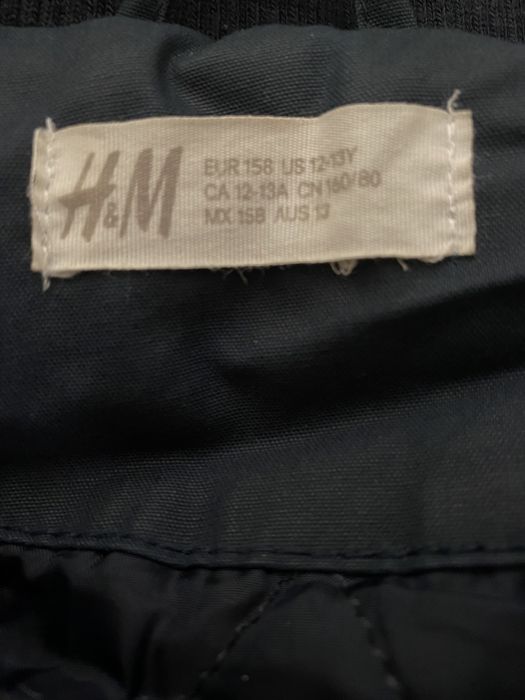 H&M
EUR 158 US 12-13Y
CA 12-13A CN 160/80
MX 158 AUS 13